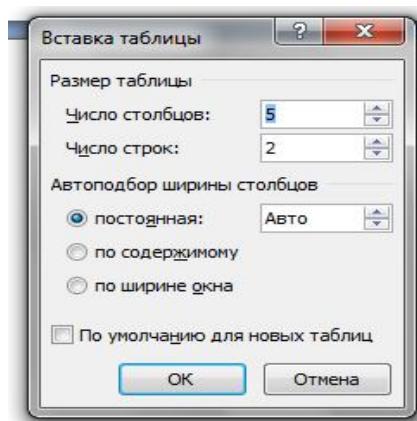 Вставка таблицы
Размер таблицы
Число столбцов: 5
Число строк: 2
Автоподбор ширины столбцов
постоянная: Авто
по содержимому
по ширине окна
По умолчанию для новых таблиц
ОК Отмена